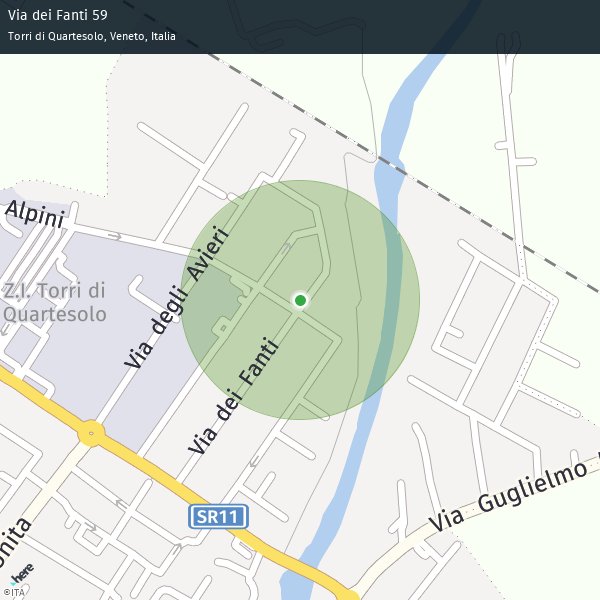 Via dei Fanti 59
Torri di Quartesolo, Veneto, Italia
Alpini
Via degli Avieri
Z.I. Torri di
Quartesolo
Via dei Fanti
SR11
Via Guglielmo
onita
here
©ITA